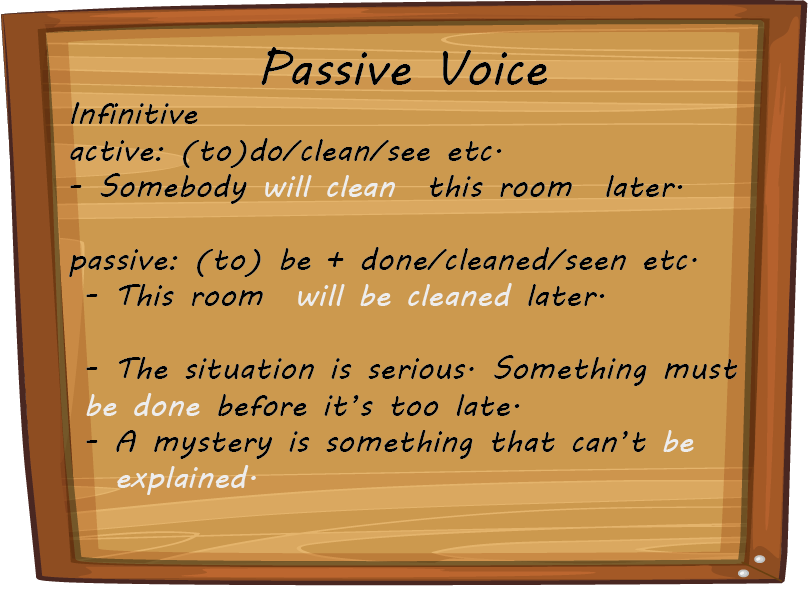 Passive Voice
Infinitive
active: (to)do/clean/see etc.
- Somebody will clean this room later.
passive: (to) be + done/cleaned/seen etc.
- This room will be cleaned later.
- The situation is serious. Something must
be done before it's too late.
- A mystery is something that can't be
explained.